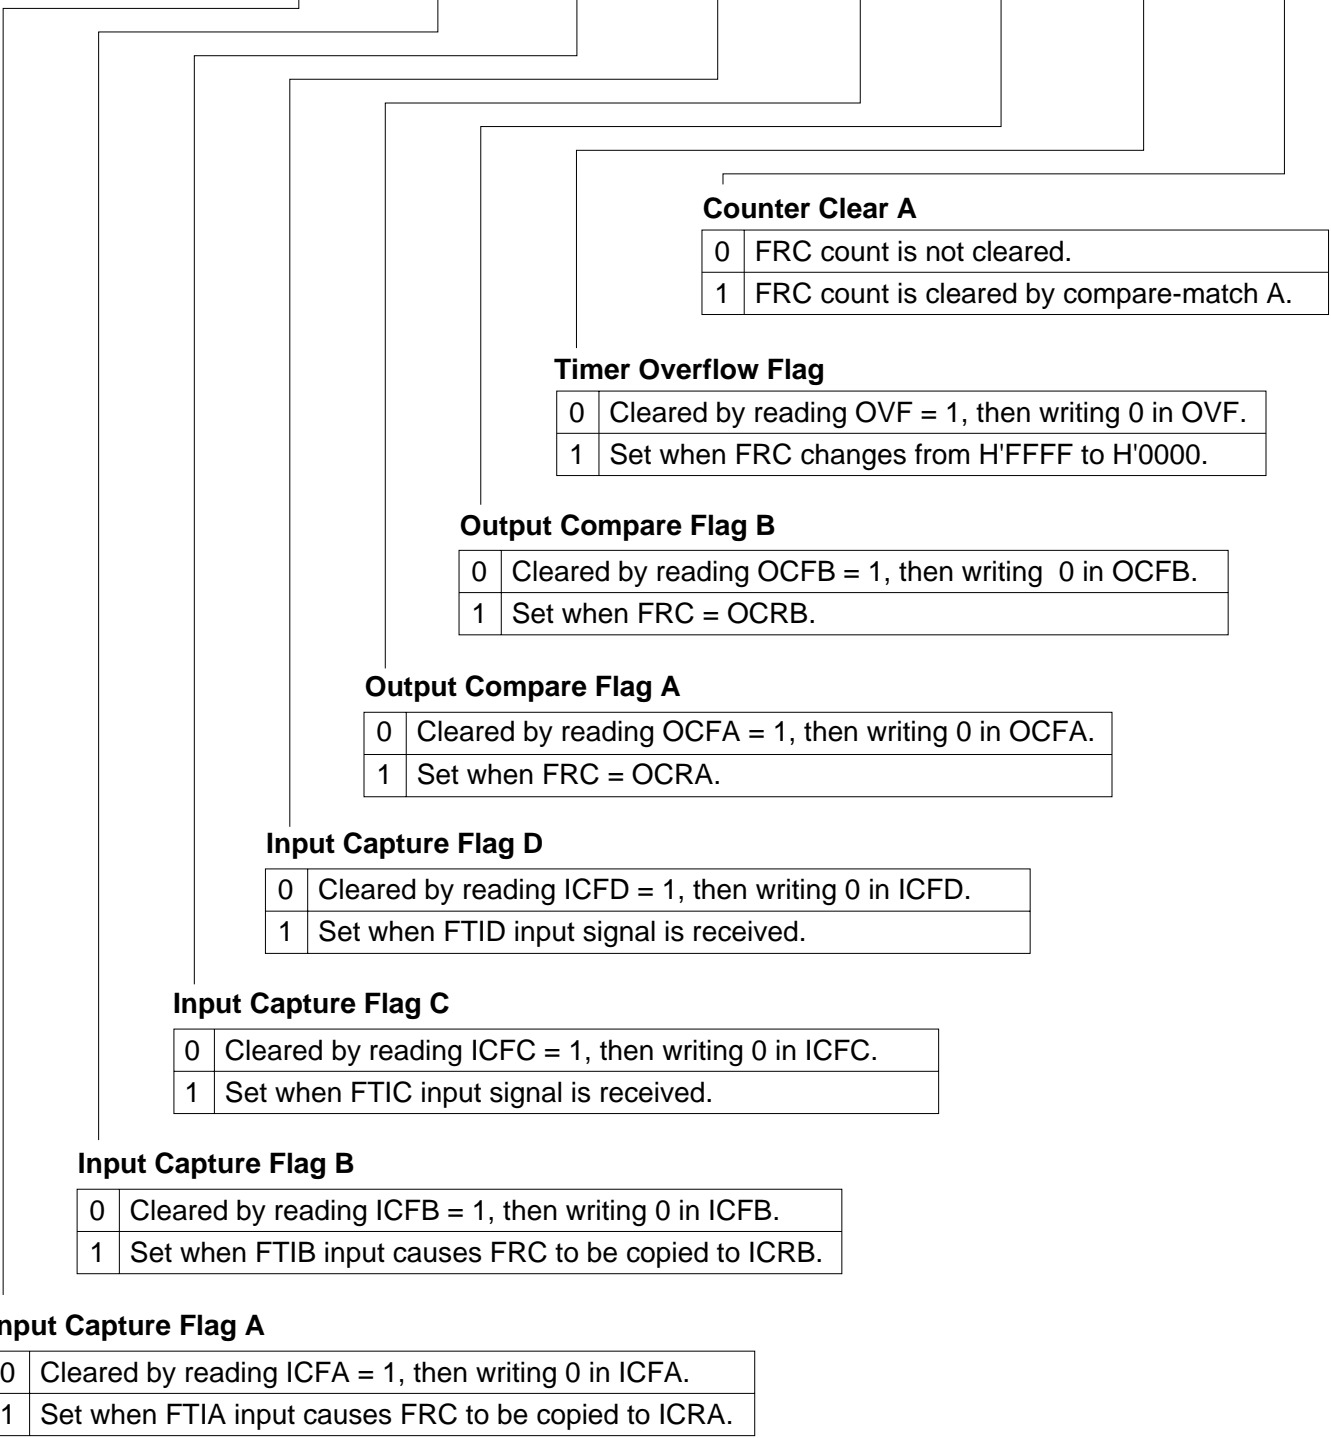 Counter Clear A
0 FRC count is not cleared.
1 FRC count is cleared by compare-match A.
Timer Overflow Flag
0 Cleared by reading OVF = 1, then writing 0 in OVF.
1 Set when FRC changes from H'FFFF to H'0000.
Output Compare Flag B
0 Cleared by reading OCFB = 1, then writing 0 in OCFB.
1 Set when FRC = OCRB.
Output Compare Flag A
0 Cleared by reading OCFA = 1, then writing 0 in OCFA.
1 Set when FRC = OCRA.
Input Capture Flag D
0 Cleared by reading ICFD = 1, then writing 0 in ICFD.
1 Set when FTID input signal is received.
Input Capture Flag C
0 Cleared by reading ICFC = 1, then writing 0 in ICFC.
1 Set when FTIC input signal is received.
Input Capture Flag B
0 Cleared by reading ICFB = 1, then writing 0 in ICFB.
1 Set when FTIB input causes FRC to be copied to ICRB.
nput Capture Flag A
0 Cleared by reading ICFA = 1, then writing 0 in ICFA.
1 Set when FTIA input causes FRC to be copied to ICRA.